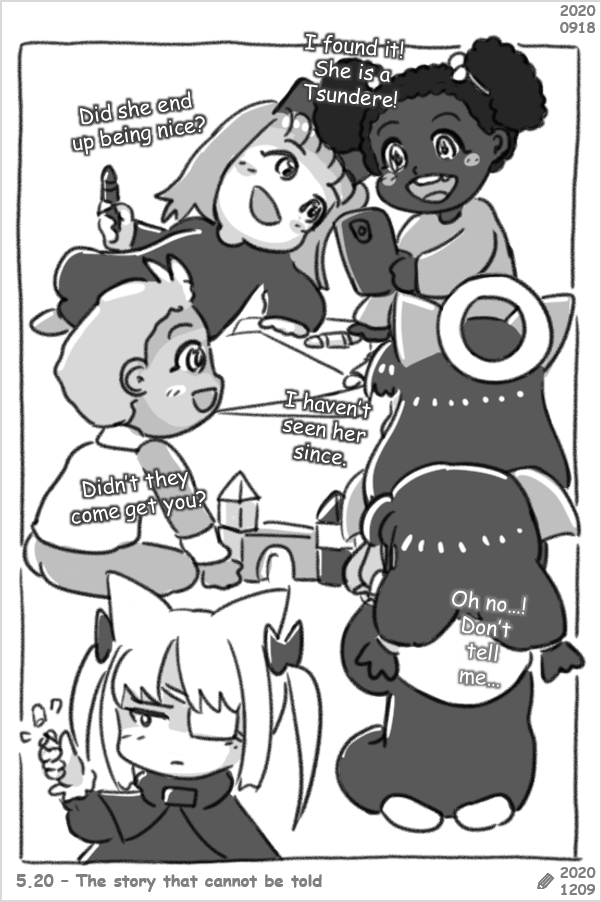 2020
0918
I found it!
She is a
Tsundere!
Did she end
up being nice?
I haven't
seen her
since.
Didn't they
come get you?
Oh no...!
Don't
tell
me...
5.20 – The story that cannot be told
2020
1209